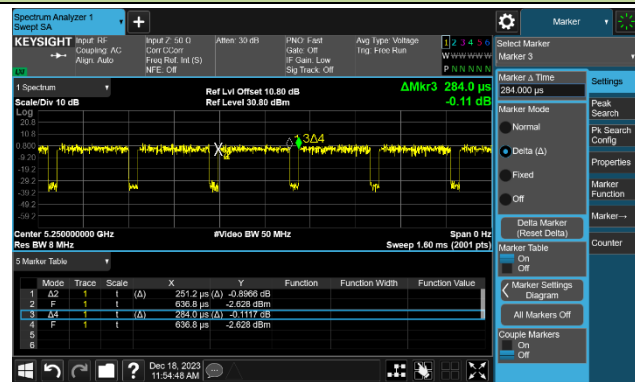 Spectrum Analyzer 1
Swept SA
Marker
KEYSIGHT
Input: RF
Coupling: AC
Align: Auto
Input Z: 50 Ω
Corr CCorr
Freq Ref: Int (S)
NFE: Off
Atten: 30 dB
PNO: Fast
Gate: Off
IF Gain: Low
Sig Track: Off
Avg Type: Voltage
Trig: Free Run
1 2 3 4 5 6
W W W W W W
P N N N N N
Select Marker
Marker 3
LXI
1 Spectrum
Scale/Div 10 dB
Log
Ref Lvl Offset 10.80 dB
Ref Level 30.80 dBm
ΔMkr3 284.0 µs
-0.11 dB
20.8
10.8
0.800
-9.20
-19.2
-29.2
-39.2
-49.2
-59.2
X
3Δ4
Center 5.250000000 GHz
Res BW 8 MHz
#Video BW 50 MHz
Span 0 Hz
Sweep 1.60 ms (2001 pts)
5 Marker Table
Mode Trace Scale X Y Function Function Width Function Value
1 Δ2 1 t (Δ) 251.2 µs (Δ) -0.8966 dB
2 F 1 t 636.8 µs -2.628 dBm
3 Δ4 1 t (Δ) 284.0 µs (Δ) -0.1117 dB
4 F 1 t 636.8 µs -2.628 dBm
5
6
Marker Δ Time
284.000 µs
Marker Mode
Normal
Delta (Δ)
Fixed
Off
Delta Marker
(Reset Delta)
Marker Table
On
Off
Marker Settings
Diagram
All Markers Off
Couple Markers
On
Off
Settings
Peak
Search
Pk Search
Config
Properties
Marker
Function
Marker→
Counter
?
Dec 18, 2023
11:54:48 AM